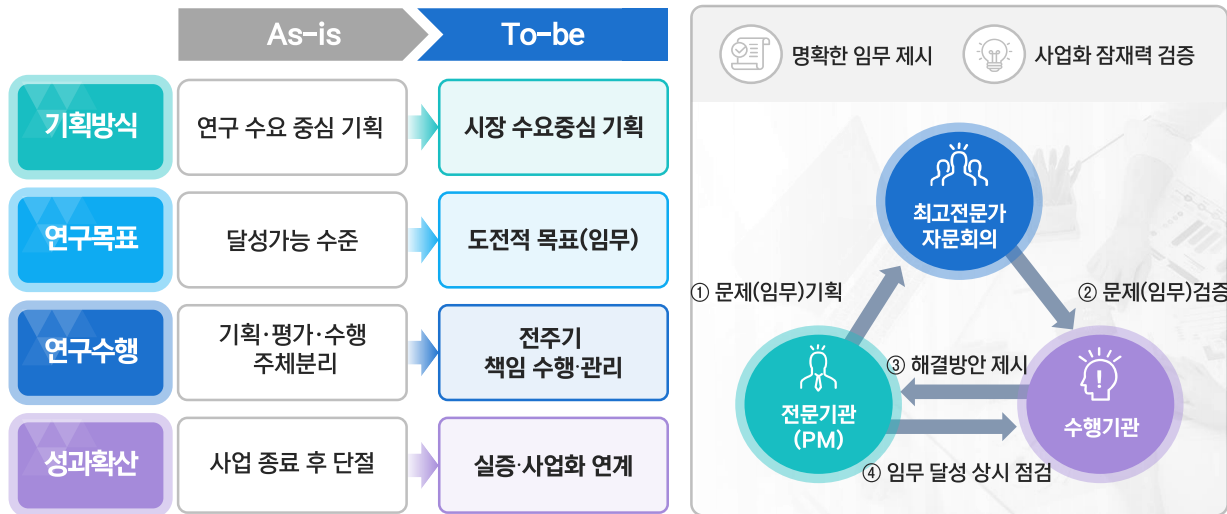 As-is
To-be
기획방식
연구 수요 중심 기획
시장 수요중심 기획
연구목표
달성가능 수준
도전적 목표(임무)
연구수행
기획·평가·수행
주체분리
전주기
책임 수행·관리
성과확산
사업 종료 후 단절
실증·사업화 연계
명확한 임무 제시
사업화 잠재력 검증
최고전문가
자문회의
① 문제(임무)기획
② 문제(임무)검증
③ 해결방안 제시
전문기관
(PM)
수행기관
④ 임무 달성 상시 점검